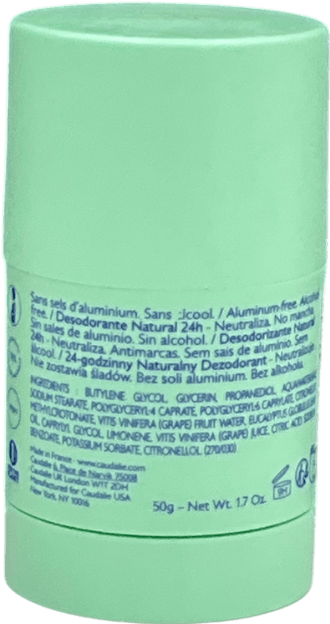 Sans sels d'aluminium. Sans :lcool. / Aluminum-free. Alcohol
free. / Desodorante Natural 24h - Neutraliza. No mancha.
Sin sales de aluminio. Sin alcohol. / Desodorizante Natural
24h - Neutraliza. Antimarcas. Sem sais de alumínio. Sem
álcool. / 24-godzinny Naturalny Dezodorant - Neutralizuje
Nie zostawia śladów. Bez soli aluminium. Bez alkoholu.
INGREDIENTS : BUTYLENE GLYCOL, GLYCERIN, PROPANEDIOL,
SODIUM STEARATE, POLYGLYCERYL-4 CAPRATE, POLYGLYCERYL-6 CAPRYLATE,
VITIS VINIFERA (GRAPE) FRUIT WATER, EUCALYPTUS GLOBULUS
OIL, CAPRYLYL GLYCOL, LIMONENE, VITIS VINIFERA (GRAPE) JUICE, CITRIC ACID, SODIUM
BENZOATE, POTASSIUM SORBATE, CITRONELLOL (270/030)
Made in France - www.caudalie.com
Caudalie 6, Place de Narvik 75008
Caudalie UK London W1T 2DH
Manufactured for Caudalie USA
New York, NY 10016
50g - Net Wt. 1.7 Oz.